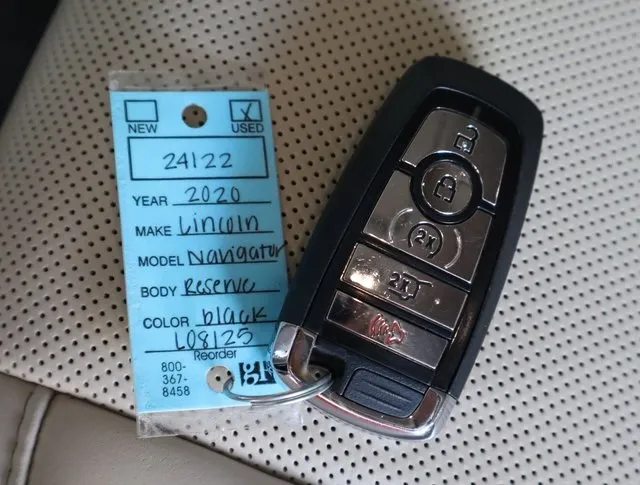 NEW USED
24122
YEAR 2020
MAKE Lincoln
MODEL Navigator
BODY Reserve
COLOR black
L08125
Reorder
800-
367-
8458
2X
2X